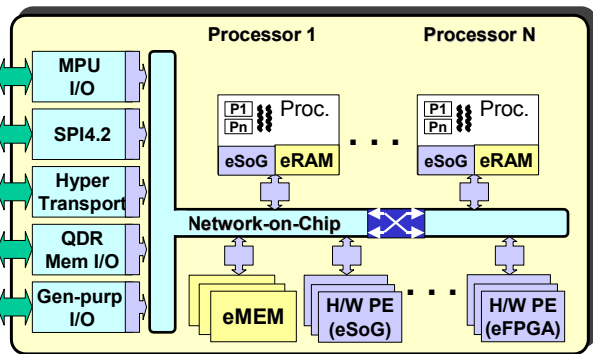 Processor 1
Processor N
MPU
I/O
SPI4.2
Hyper
Transport
QDR
Mem I/O
Gen-purp
I/O
P1
Pn
Proc.
eSoG
eRAM
. . .
P1
Pn
Proc.
eSoG
eRAM
Network-on-Chip
eMEM
H/W PE
(eSoG)
. . .
H/W PE
(eFPGA)